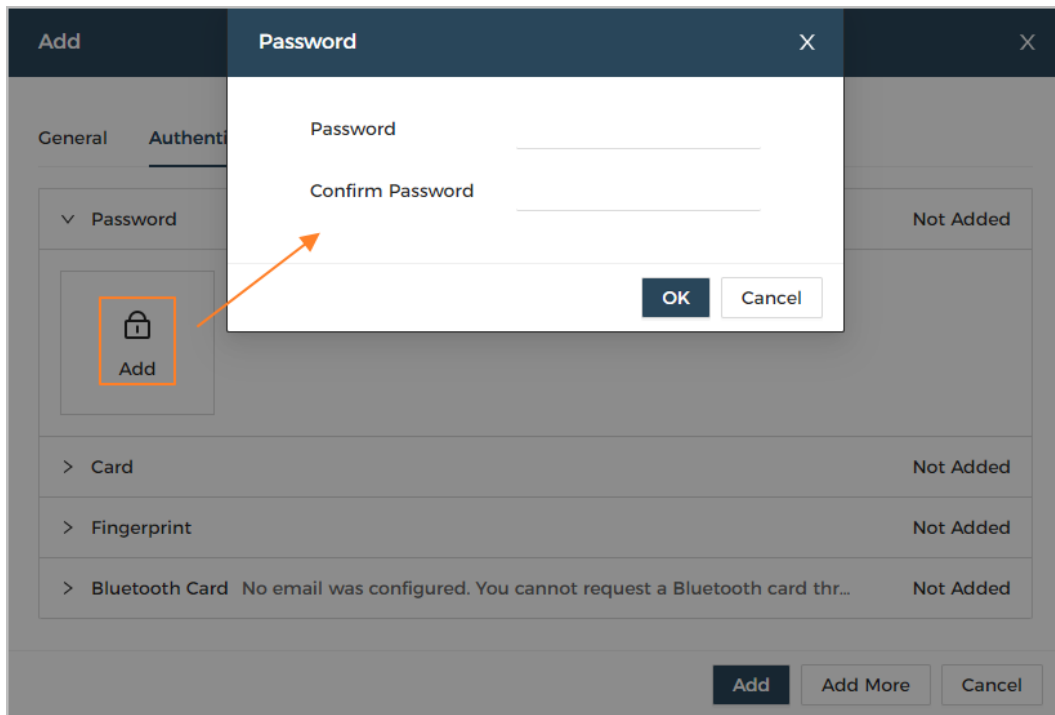 Add
Password X
X
General Authenti
Password
Confirm Password
Password Not Added
OK Cancel
Add
Card Not Added
Fingerprint Not Added
Bluetooth Card No email was configured. You cannot request a Bluetooth card thr... Not Added
Add Add More Cancel